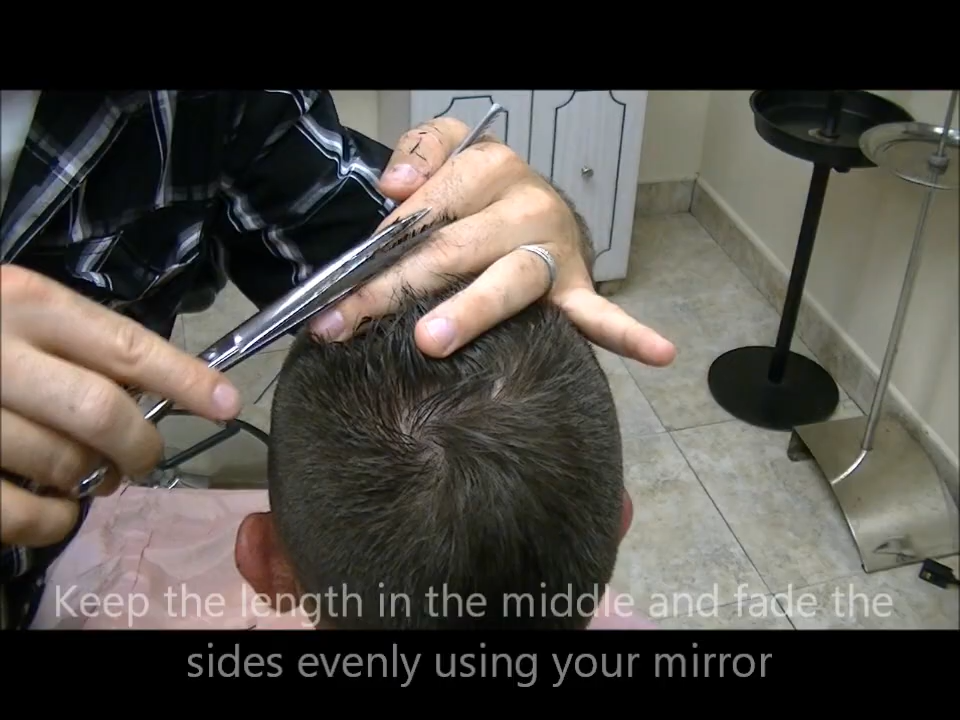 Keep the length in the middle and fade the
sides evenly using your mirror